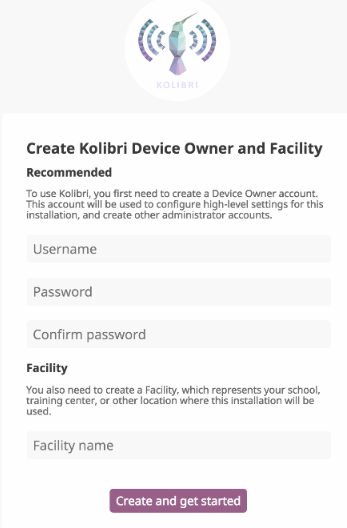 KOLIBRI
Create Kolibri Device Owner and Facility
Recommended
To use Kolibri, you first need to create a Device Owner account.
This account will be used to configure high-level settings for this
installation, and create other administrator accounts.
Username
Password
Confirm password
Facility
You also need to create a Facility, which represents your school,
training center, or other location where this installation will be
used.
Facility name
Create and get started